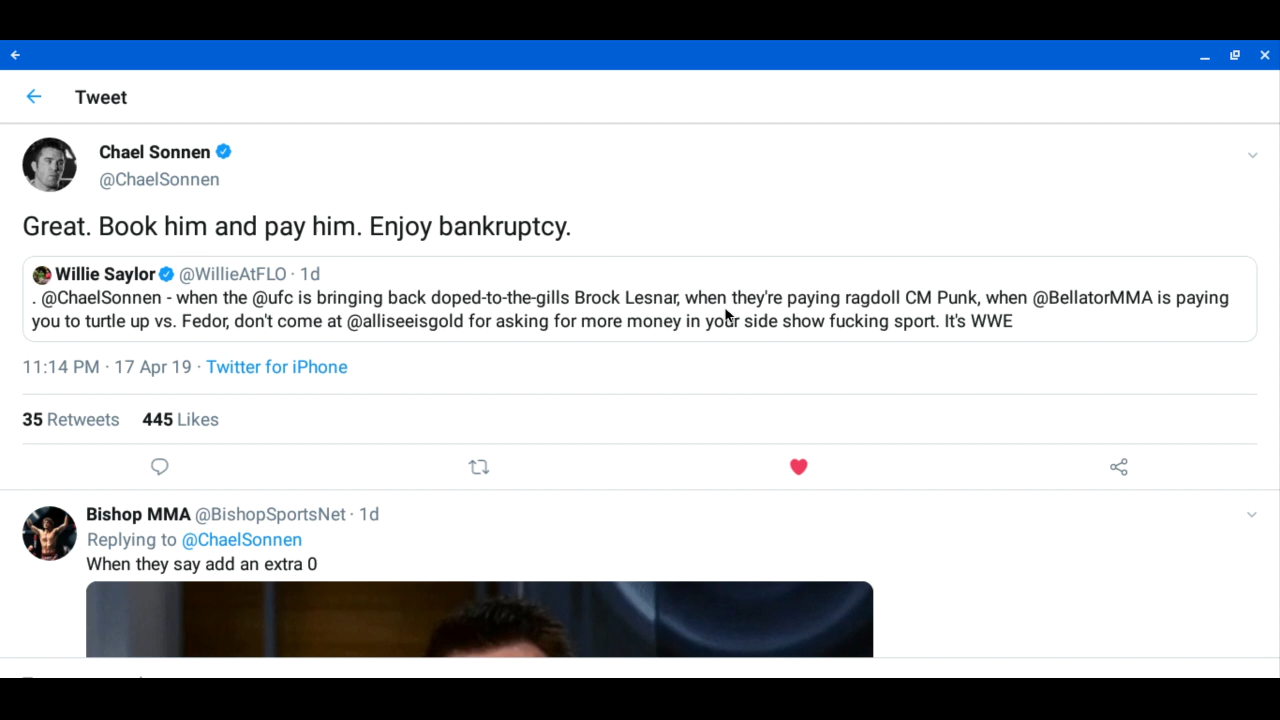 Tweet
Chael Sonnen
@ChaelSonnen
Great. Book him and pay him. Enjoy bankruptcy.
Willie Saylor @WillieAtFLO · 1d
. @ChaelSonnen - when the @ufc is bringing back doped-to-the-gills Brock Lesnar, when they're paying ragdoll CM Punk, when @BellatorMMA is paying
you to turtle up vs. Fedor, don't come at @alliseeisgold for asking for more money in your side show fucking sport. It's WWE
11:14 PM · 17 Apr 19 · Twitter for iPhone
35 Retweets 445 Likes
Bishop MMA @BishopSportsNet · 1d
Replying to @ChaelSonnen
When they say add an extra 0